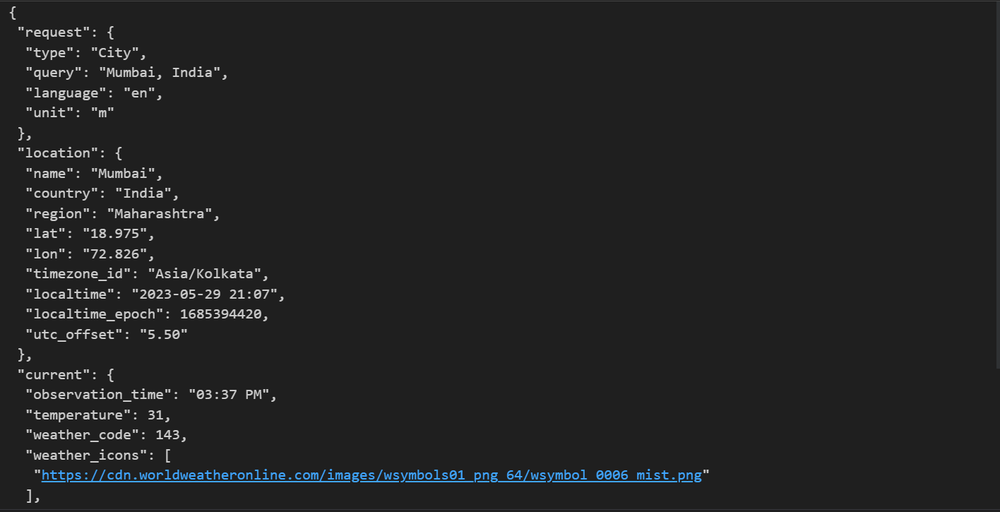 {
"request": {
"type": "City",
"query": "Mumbai, India",
"language": "en",
"unit": "m"
},
"location": {
"name": "Mumbai",
"country": "India",
"region": "Maharashtra",
"lat": "18.975",
"lon": "72.826",
"timezone_id": "Asia/Kolkata",
"localtime": "2023-05-29 21:07",
"localtime_epoch": 1685394420,
"utc_offset": "5.50"
},
"current": {
"observation_time": "03:37 PM",
"temperature": 31,
"weather_code": 143,
"weather_icons": [
"https://cdn.worldweatheronline.com/images/wsymbols01_png_64/wsymbol_0006_mist.png"
],